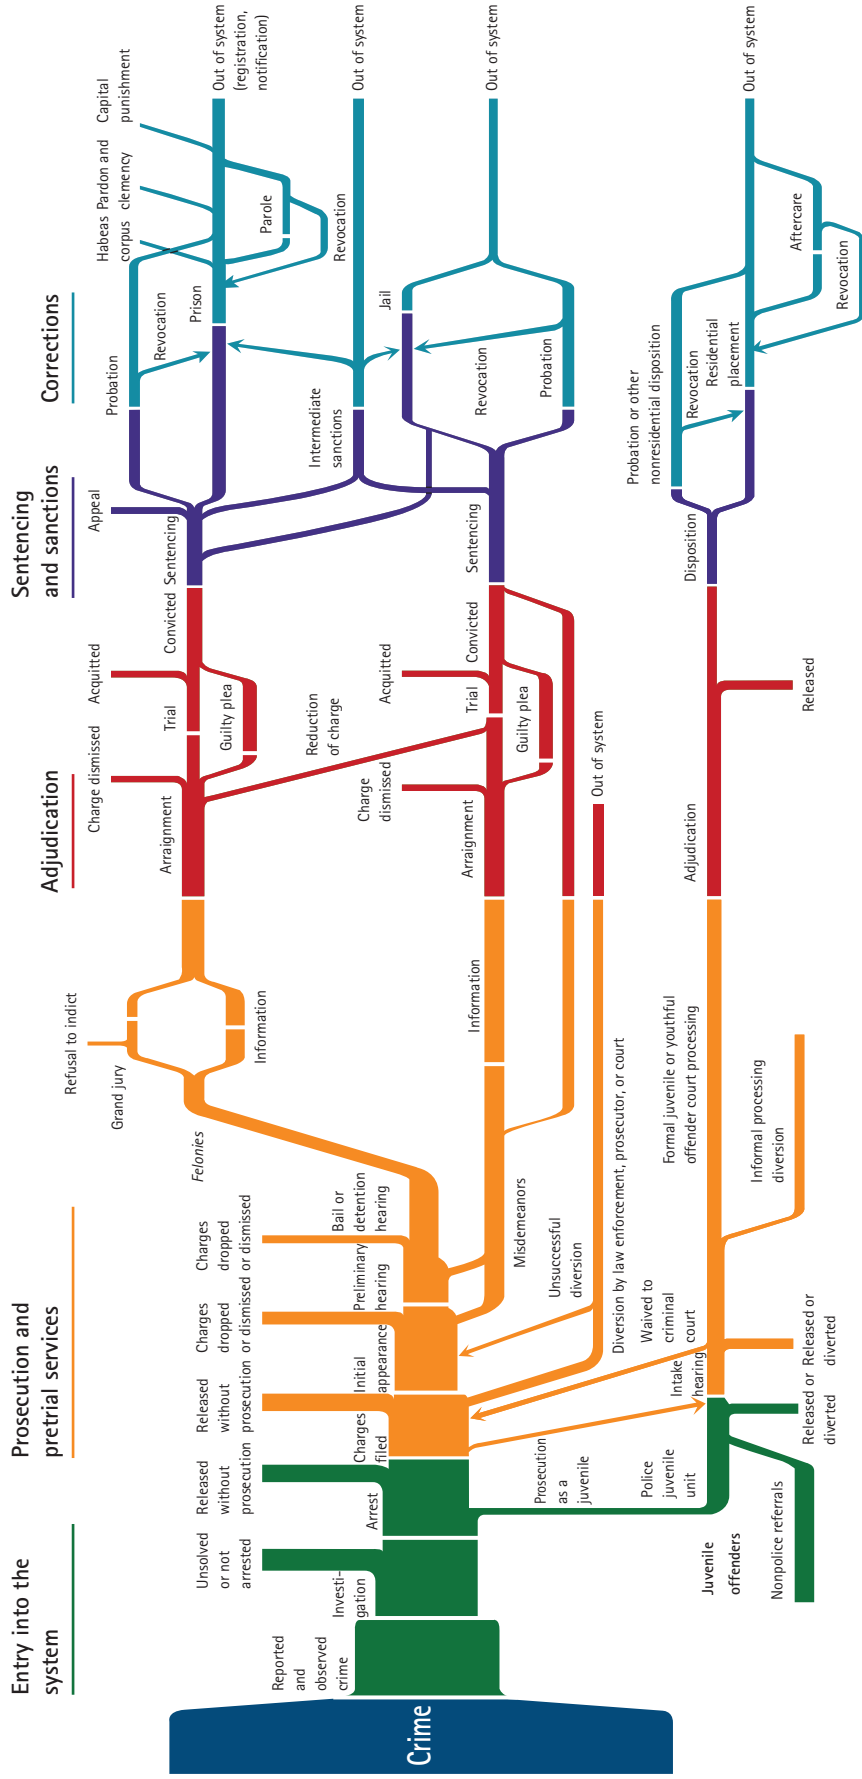 Entry into the
system
Prosecution and
pretrial services
Adjudication
Sentencing
and sanctions
Corrections
Crime
Reported
and
observed
crime
Investi-
gation
Unsolved
or not
arrested
Arrest
Released
without
prosecution
Charges
filed
Released
without
prosecution
Initial
appearance
Charges
dropped
or dismissed
Preliminary
hearing
Charges
dropped
or dismissed
Bail or
detention
hearing
Felonies
Grand jury
Refusal to indict
Information
Arraignment
Charge dismissed
Trial
Acquitted
Guilty plea
Convicted
Reduction
of charge
Sentencing
Appeal
Probation
Revocation
Prison
Habeas
corpus
Pardon and
clemency
Capital
punishment
Parole
Revocation
Out of system
(registration,
notification)
Intermediate
sanctions
Out of system
Misdemeanors
Information
Arraignment
Charge
dismissed
Trial
Acquitted
Guilty plea
Convicted
Sentencing
Jail
Revocation
Probation
Out of system
Unsuccessful
diversion
Diversion by law enforcement, prosecutor, or court
Out of system
Prosecution
as a
juvenile
Waived to
criminal
court
Police
juvenile
unit
Juvenile
offenders
Nonpolice referrals
Released or
diverted
Intake
hearing
Released or
diverted
Formal juvenile or youthful
offender court processing
Informal processing
diversion
Adjudication
Released
Disposition
Probation or other
nonresidential disposition
Revocation
Residential
placement
Aftercare
Revocation
Out of system